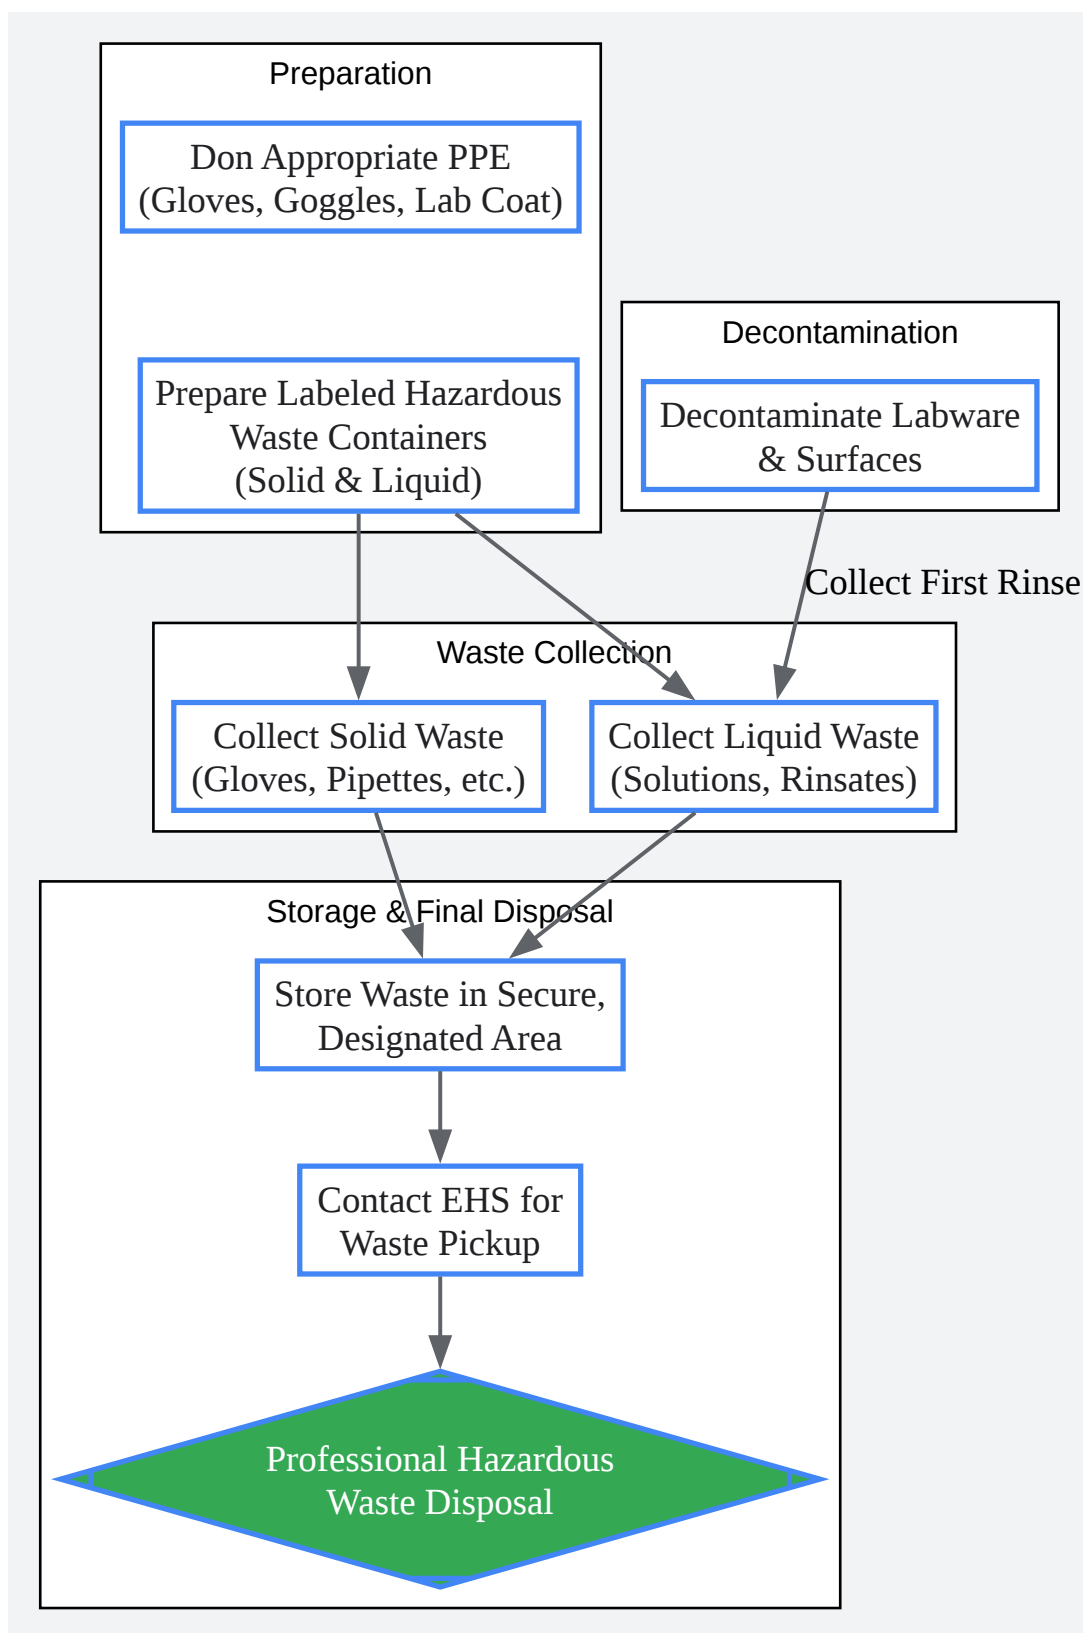 Preparation
Don Appropriate PPE
(Gloves, Goggles, Lab Coat)
Prepare Labeled Hazardous
Waste Containers
(Solid & Liquid)
Decontamination
Decontaminate Labware
& Surfaces
Collect First Rinse
Waste Collection
Collect Solid Waste
(Gloves, Pipettes, etc.)
Collect Liquid Waste
(Solutions, Rinsates)
Storage & Final Disposal
Store Waste in Secure,
Designated Area
Contact EHS for
Waste Pickup
Professional Hazardous
Waste Disposal